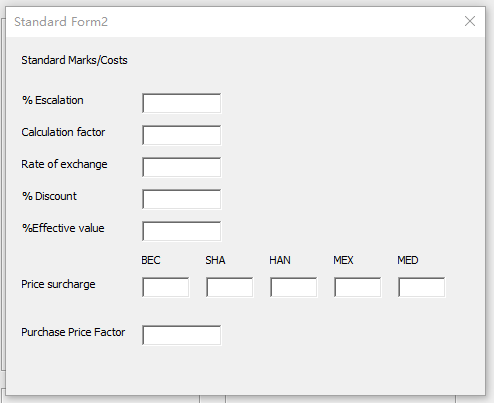 Standard Form2
Standard Marks/Costs
% Escalation
Calculation factor
Rate of exchange
% Discount
%Effective value
BEC SHA HAN MEX MED
Price surcharge
Purchase Price Factor